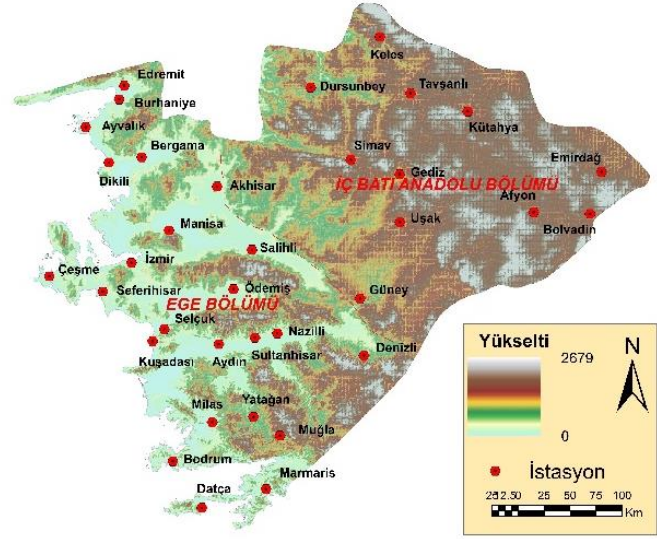 Keles
Edremit
Dursunbey
Tavşanlı
Burhaniye
Kütahya
Ayvalık
Bergama
Simav
Emirdağ
Dikili
Gediz
Akhisar
İÇ BATI ANADOLU BÖLÜMÜ
Afyon
Manisa
Uşak
Bolvadin
Salihli
İzmir
Çeşme
Ödemiş
Güney
Seferihisar
EGE BÖLÜMÜ
Selçuk
Nazilli
Kuşadası
Aydın
Sultanhisar
Denizli
Yatağan
Milas
Muğla
Bodrum
Marmaris
Datça
Yükselti
N
2679
0
İstasyon
25 12.5 0 25 50 75 100
Km